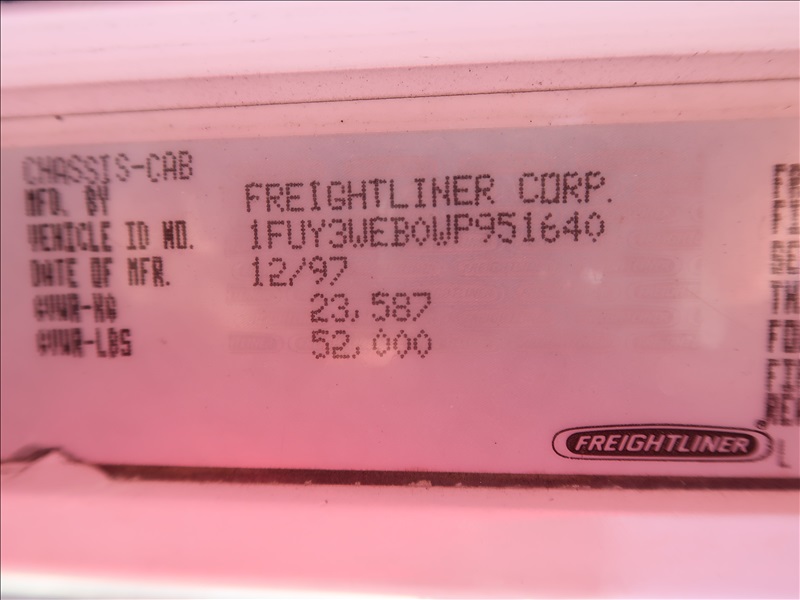 CHASSIS-CAB
MFD. BY FREIGHTLINER CORP.
VEHICLE ID NO. 1FUY3WEB0WP951640
DATE OF MFR. 12/97
GVWR-KG 23,587
GVWR-LBS 52,000
FREIGHTLINER